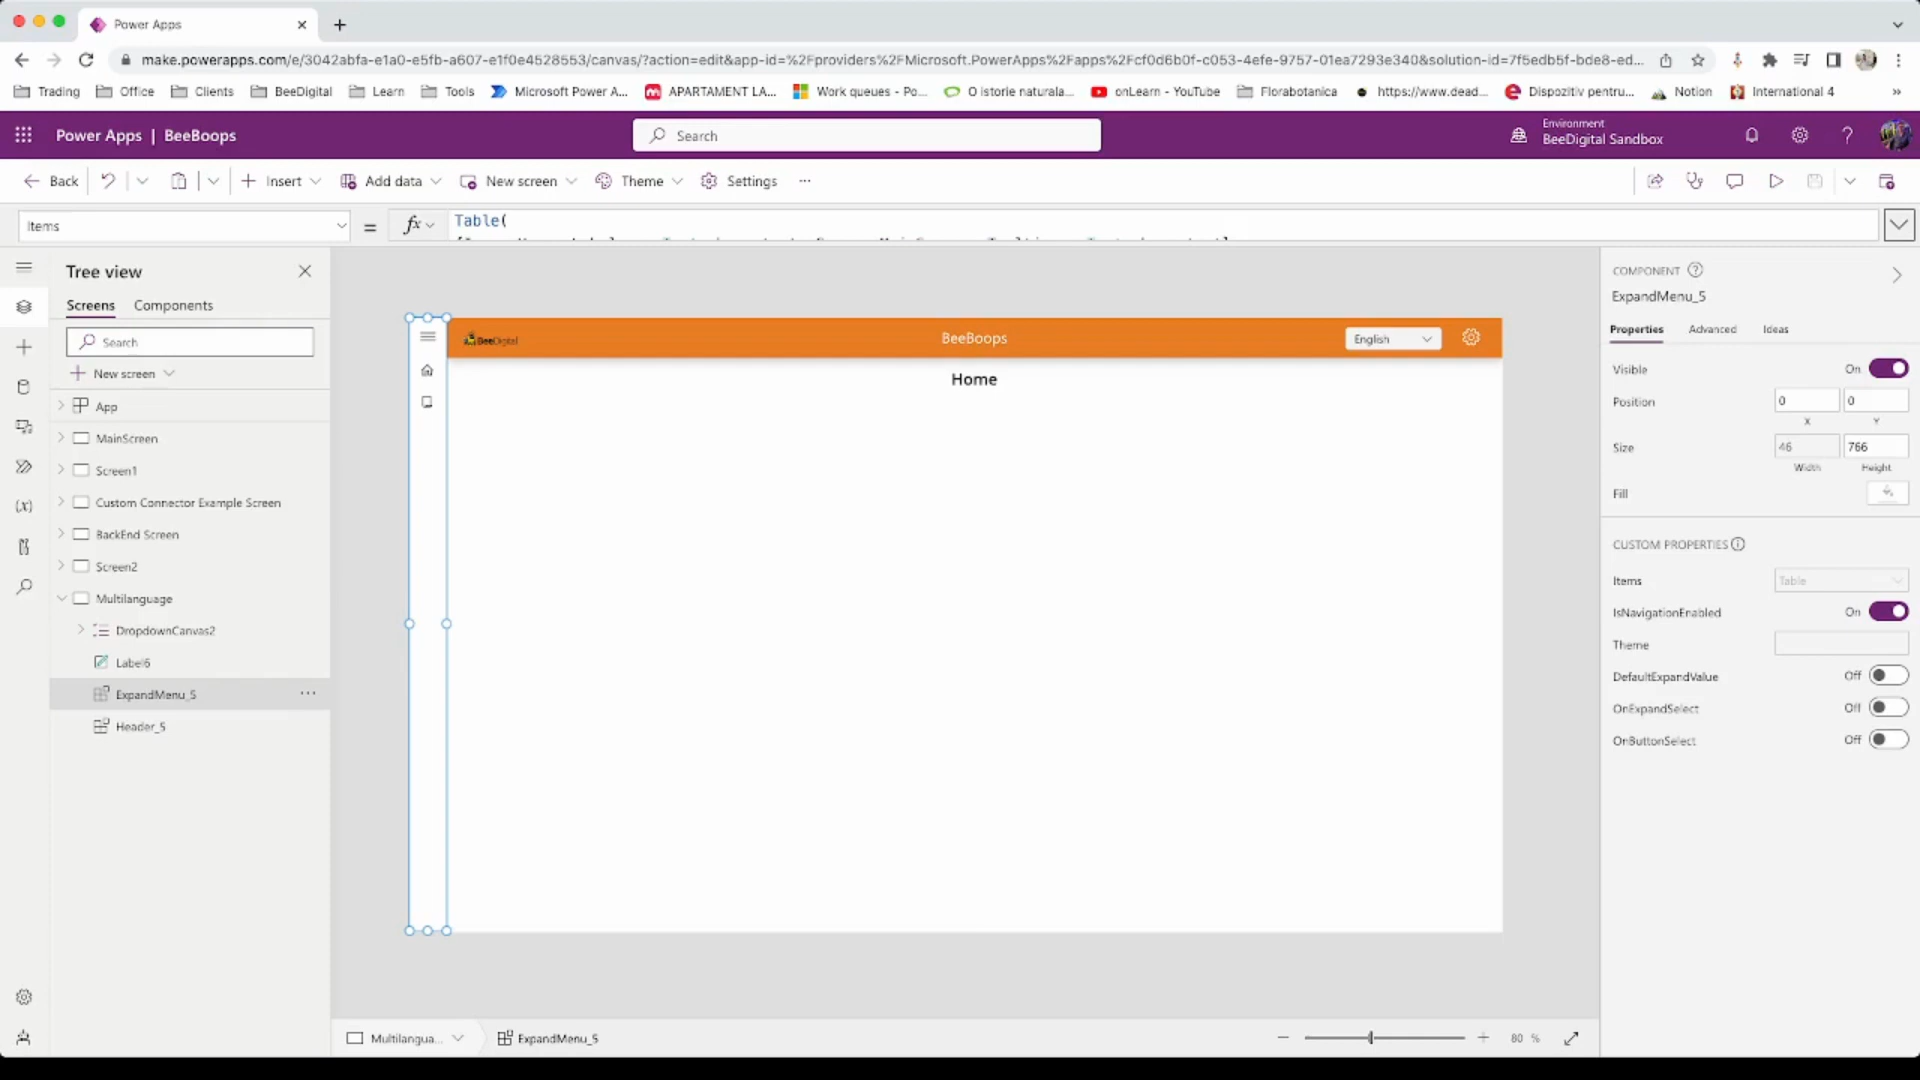 Power Apps
make.powerapps.com/e/3042abfa-e1a0-e5fb-a607-e1f0e4528553/canvas/?action=edit&app-id=%2Fproviders%2FMicrosoft.PowerApps%2Fapps%2Fcf0d6b0f-c053-4efe-9757-01ea7293e340&solution-id=7f5edb5f-bde8-ed...
Trading Office Clients BeeDigital Learn Tools Microsoft Power A... APARTAMENT LA... Work queues - Po... O istorie naturala... onLearn - YouTube Florabotanica https://www.dead... Dispozitiv pentru... Notion International 4 »
Power Apps | BeeBoops
Search
Environment
BeeDigital Sandbox
Back Insert Add data New screen Theme Settings ...
Items = fx Table(
Tree view
Screens Components
Search
New screen
App
MainScreen
Screen1
Custom Connector Example Screen
BackEnd Screen
Screen2
Multilanguage
DropdownCanvas2
Label6
ExpandMenu_5 ...
Header_5
BeeDigital BeeBoops English
Home
COMPONENT
ExpandMenu_5
Properties Advanced Ideas
Visible On
Position 0 0
X Y
Size 46 766
Width Height
Fill
CUSTOM PROPERTIES
Items Table
IsNavigationEnabled On
Theme
DefaultExpandValue Off
OnExpandSelect Off
OnButtonSelect Off
Multilangua... ExpandMenu_5 80 %